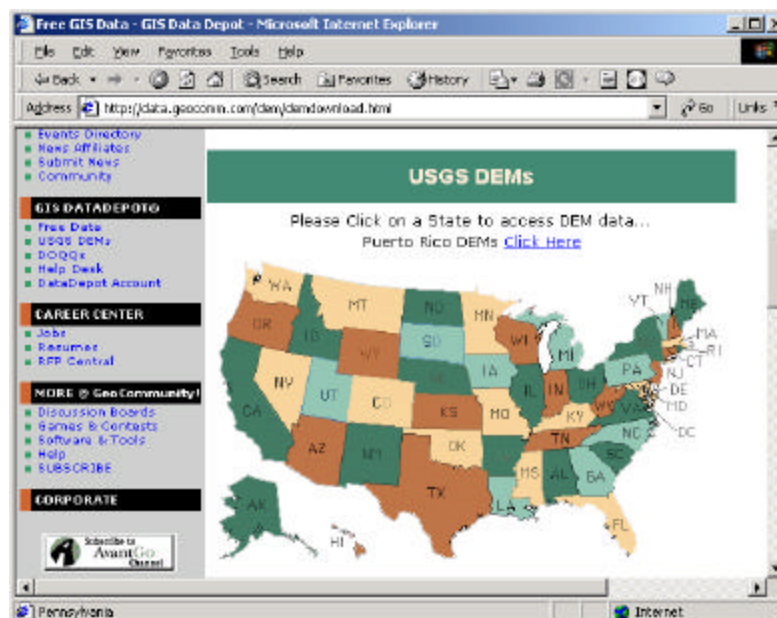 Free GIS Data - GIS Data Depot - Microsoft Internet Explorer
File Edit View Favorites Tools Help
Back Search Favorites History
Address http://data.geocomm.com/dem/demdownload.html Go Links
Events Directory
News Affiliates
Submit News
Community
GIS DATADEPOT®
Free Data
USGS DEMs
DOQQs
Help Desk
DataDepot Account
CAREER CENTER
Jobs
Resumes
RFP Central
MORE @ GeoCommunity!
Discussion Boards
Games & Contests
Software & Tools
Help
SUBSCRIBE
CORPORATE
Subscribe to
AvantGo
Channel
USGS DEMs
Please Click on a State to access DEM data...
Puerto Rico DEMs Click Here
WA MT ND MN NH ME
VT
OR ID WY SD WI MI MA
RI
CT
NV UT CO NE IA IL IN OH PA NJ
DE
MD
CA KS MO KY WV VA DC
AZ NM OK TN NC
SC
TX MS AL GA
LA
AK HI FL
Pennsylvania Internet